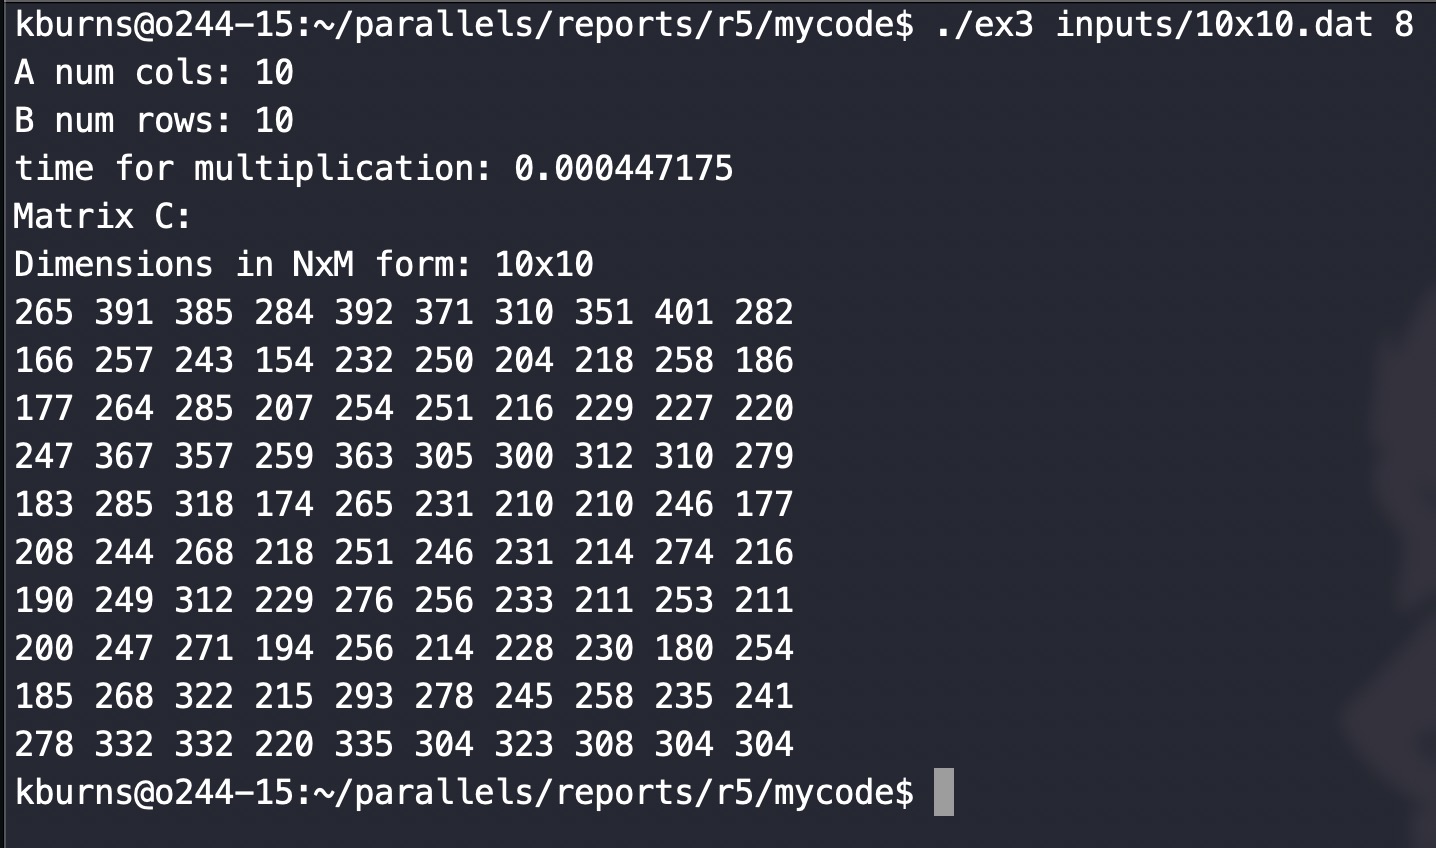 kburns@o244-15:~/parallels/reports/r5/mycode$ ./ex3 inputs/10x10.dat 8
A num cols: 10
B num rows: 10
time for multiplication: 0.000447175
Matrix C:
Dimensions in NxM form: 10x10
265 391 385 284 392 371 310 351 401 282
166 257 243 154 232 250 204 218 258 186
177 264 285 207 254 251 216 229 227 220
247 367 357 259 363 305 300 312 310 279
183 285 318 174 265 231 210 210 246 177
208 244 268 218 251 246 231 214 274 216
190 249 312 229 276 256 233 211 253 211
200 247 271 194 256 214 228 230 180 254
185 268 322 215 293 278 245 258 235 241
278 332 332 220 335 304 323 308 304 304
kburns@o244-15:~/parallels/reports/r5/mycode$